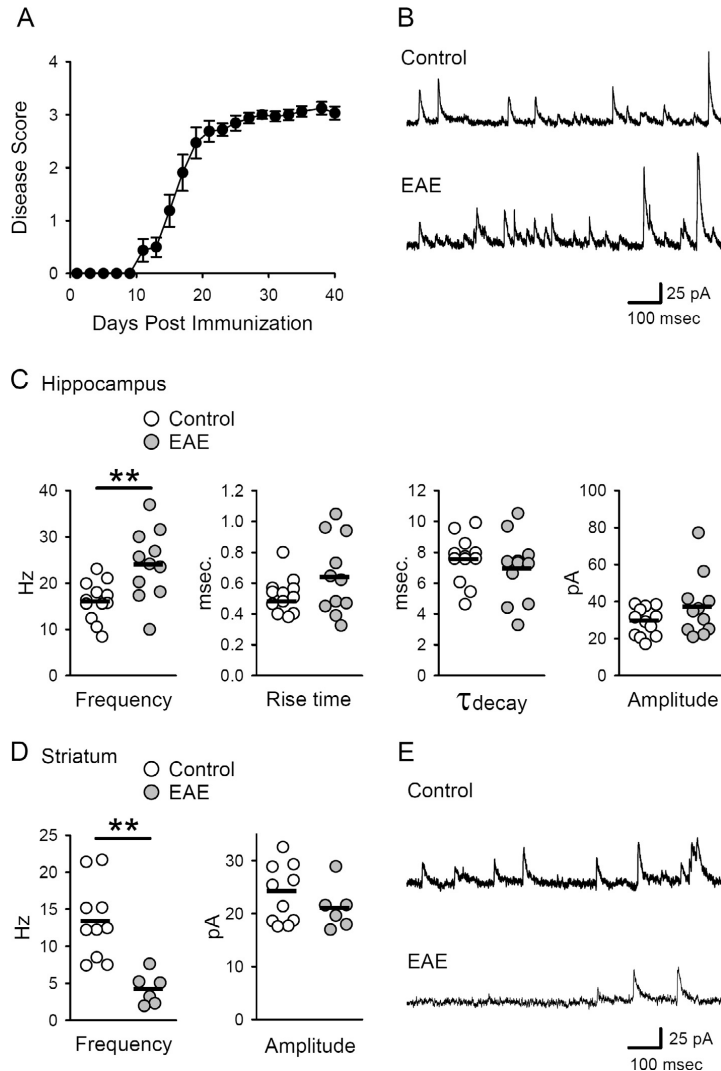 A
Disease Score
4
3
2
1
0
0 10 20 30 40
Days Post Immunization
B
Control
EAE
25 pA
100 msec
C Hippocampus
Control
EAE
**
Hz
40
30
20
10
0
Frequency
msec.
1.2
1.0
0.8
0.6
0.4
0.2
0.0
Rise time
msec.
12
10
8
6
4
2
0
τdecay
pA
100
80
60
40
20
0
Amplitude
D Striatum
Control
EAE
**
Hz
25
20
15
10
5
0
Frequency
pA
30
20
10
0
Amplitude
E
Control
EAE
25 pA
100 msec